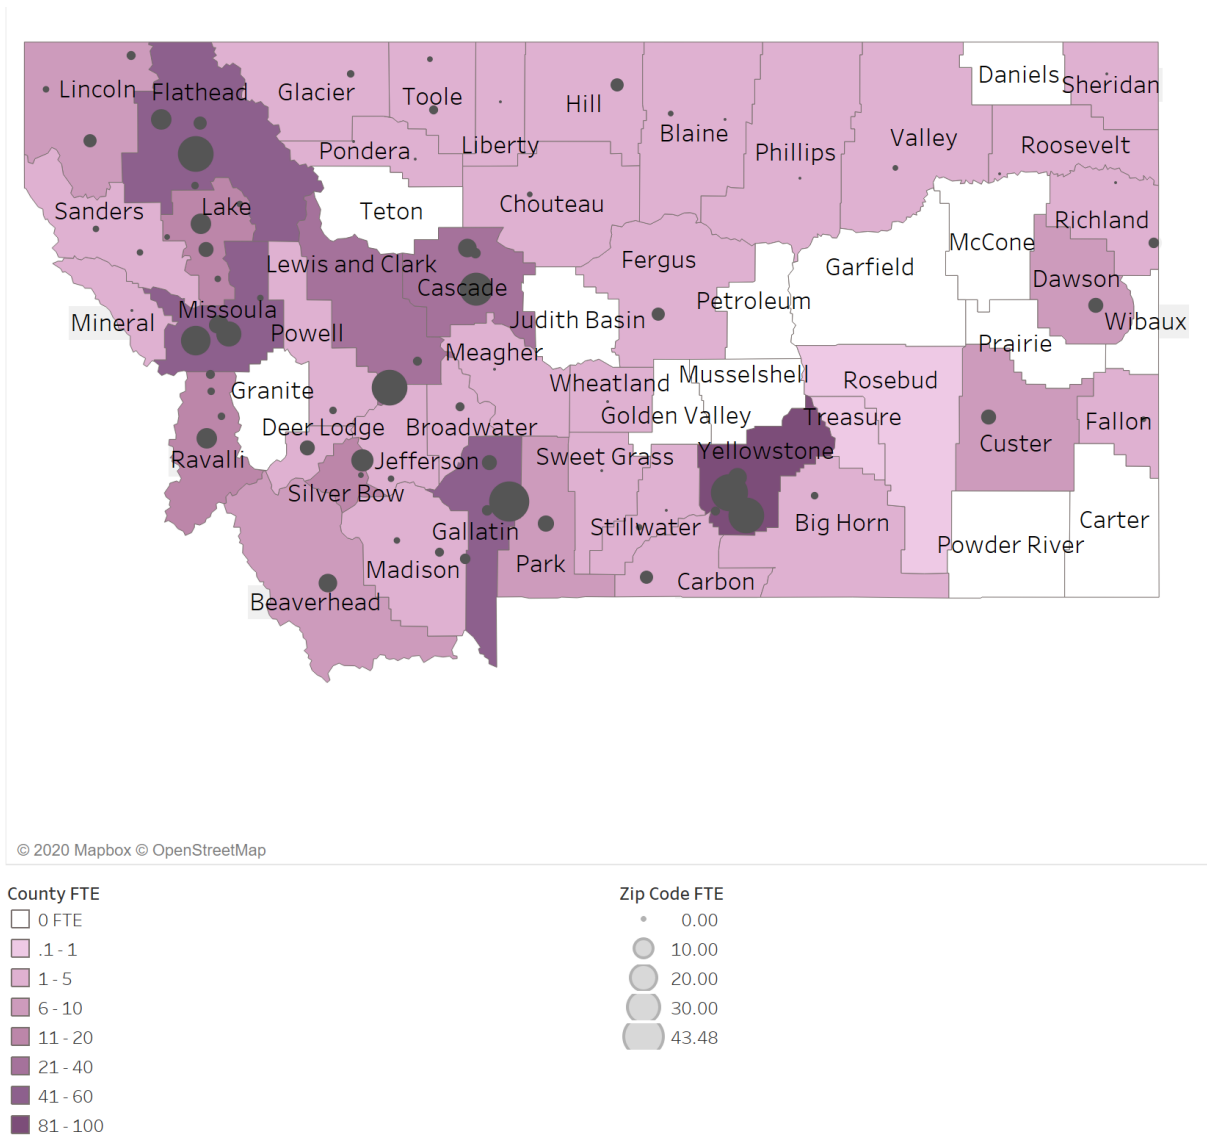 Daniels
Sheridan
Lincoln
Flathead
Glacier
Toole
Hill
Blaine
Valley
Liberty
Pondera
Phillips
Roosevelt
Sanders
Lake
Teton
Chouteau
Richland
McCone
Lewis and Clark
Cascade
Fergus
Garfield
Dawson
Mineral
Missoula
Powell
Judith Basin
Petroleum
Wibaux
Prairie
Meagher
Granite
Wheatland
Musselshell
Rosebud
Deer Lodge
Broadwater
Golden Valley
Treasure
Fallon
Ravalli
Jefferson
Sweet Grass
Yellowstone
Custer
Silver Bow
Gallatin
Stillwater
Big Horn
Carter
Madison
Park
Powder River
Beaverhead
Carbon
© 2020 Mapbox © OpenStreetMap
County FTE
0 FTE
.1 - 1
1 - 5
6 - 10
11 - 20
21 - 40
41 - 60
81 - 100
Zip Code FTE
0.00
10.00
20.00
30.00
43.48